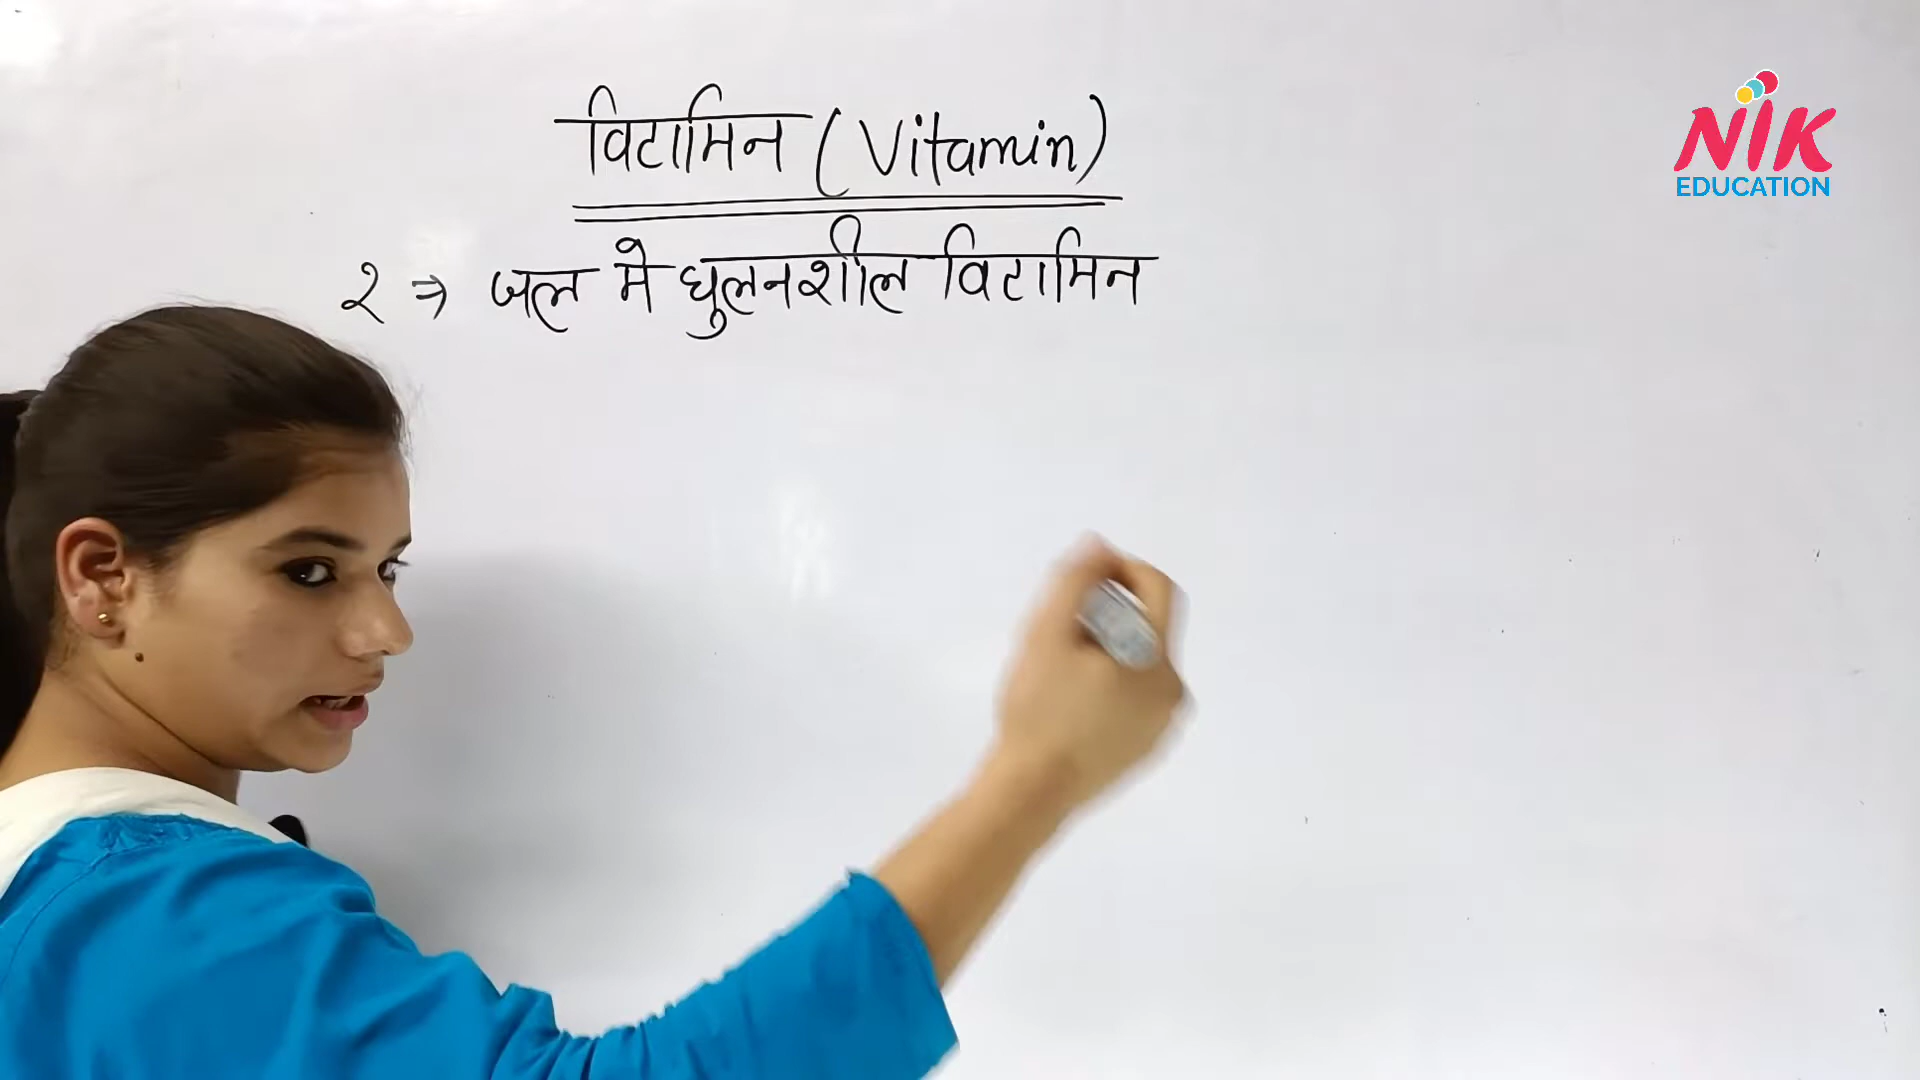 विटामिन (Vitamin)
२ ⇒ जल मे घुलनशील विटामिन
NIK
EDUCATION